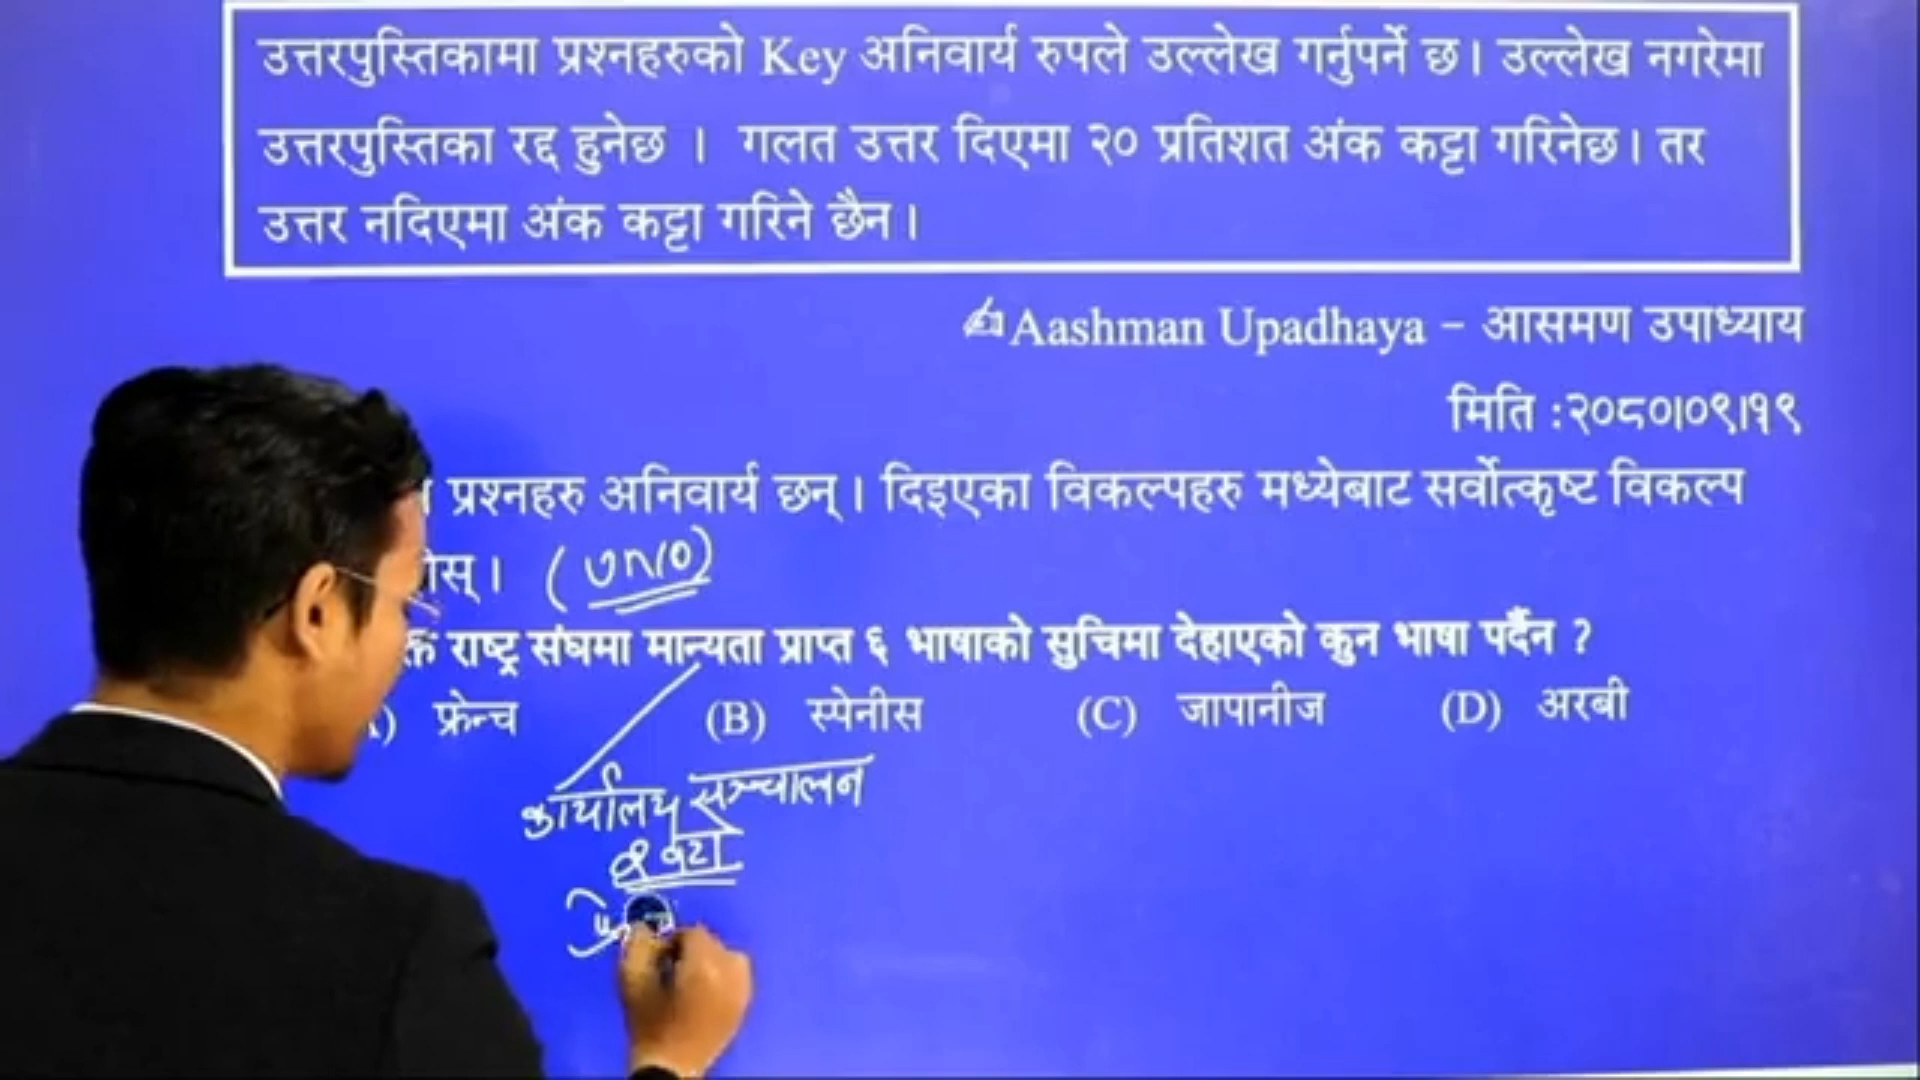 उत्तरपुस्तिकामा प्रश्नहरुको Key अनिवार्य रुपले उल्लेख गर्नुपर्ने छ। उल्लेख नगरेमा
उत्तरपुस्तिका रद्द हुनेछ । गलत उत्तर दिएमा २० प्रतिशत अंक कट्टा गरिनेछ। तर
उत्तर नदिएमा अंक कट्टा गरिने छैन।
✍Aashman Upadhaya – आसमण उपाध्याय
मिति :२०८०।०९।१९
प्रश्नहरु अनिवार्य छन्। दिइएका विकल्पहरु मध्येबाट सर्वोत्कृष्ट विकल्प
(UNO)
राष्ट्र संघमा मान्यता प्राप्त ६ भाषाको सुचिमा देहाएको कुन भाषा पर्दैन ?
फ्रेन्च (B) स्पेनीस (C) जापानीज (D) अरबी
कार्यालय सञ्चालन
२ वटा